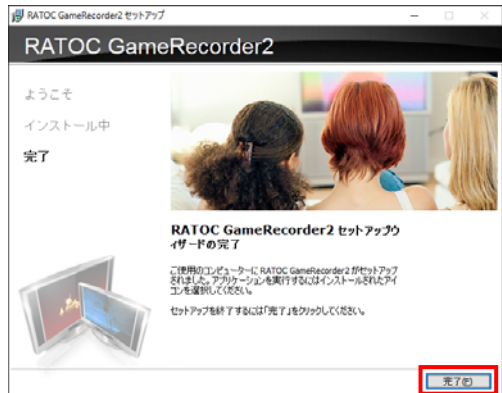 RATOC GameRecorder2 セットアップ
RATOC GameRecorder2
ようこそ
インストール中
完了
RATOC GameRecorder2 セットアップウ
ィザードの完了
ご使用のコンピューターに RATOC GameRecorder2 がセットアップ
されました。アプリケーションを実行するにはインストールされたアイ
コンを選択してください。
セットアップを終了するには「完了」をクリックしてください。
完了(F)